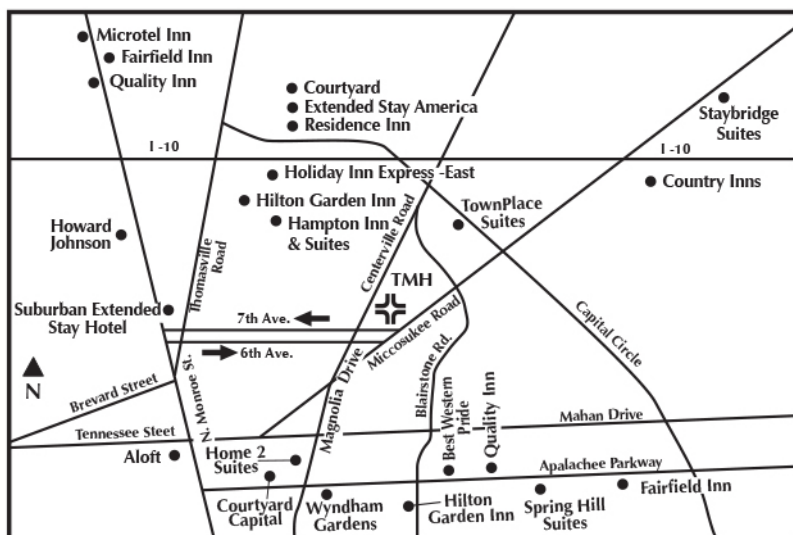 Microtel Inn
Fairfield Inn
Quality Inn
Courtyard
Extended Stay America
Residence Inn
Staybridge
Suites
I -10
I -10
Holiday Inn Express -East
Country Inns
Hilton Garden Inn
Hampton Inn
& Suites
TownPlace
Suites
Howard
Johnson
Thomasville
Road
Centerville Road
TMH
Suburban Extended
Stay Hotel
7th Ave.
6th Ave.
Miccosukee Road
Capital Circle
N
Brevard Street
N. Monroe St.
Magnolia Drive
Blairstone Rd.
Tennessee Steet
Mahan Drive
Best Western
Pride
Quality Inn
Aloft
Home 2
Suites
Apalachee Parkway
Courtyard
Capital
Wyndham
Gardens
Hilton
Garden Inn
Spring Hill
Suites
Fairfield Inn